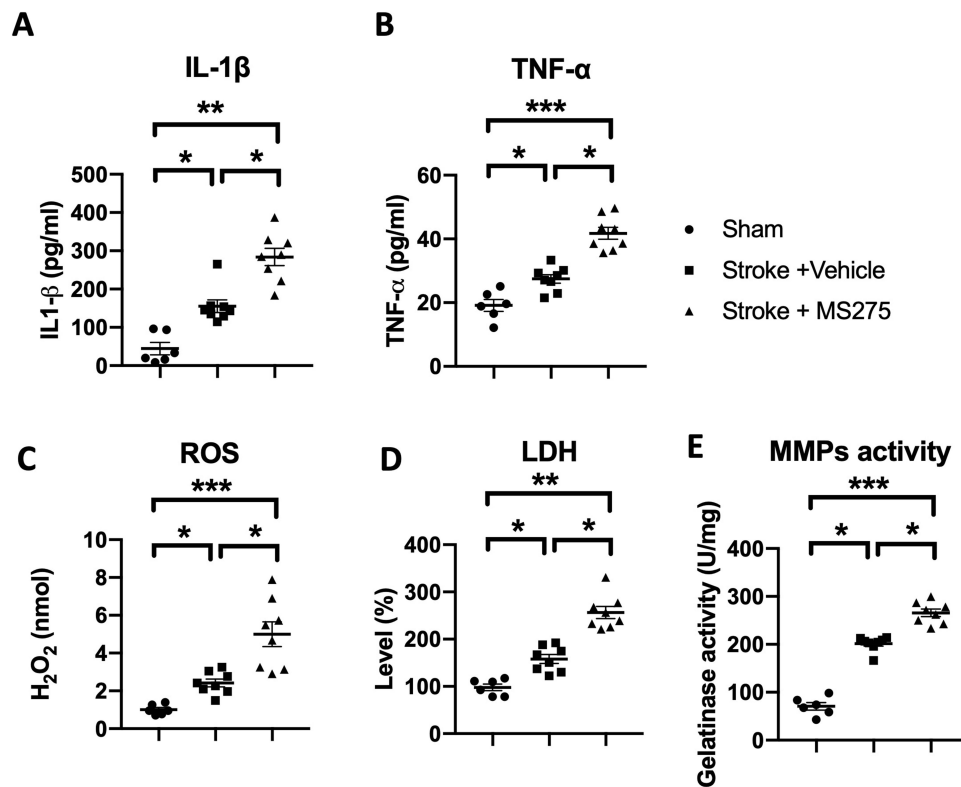 A
IL-1β
**
*
*
IL1-β (pg/ml)
500
400
300
200
100
0
B
TNF-α
***
*
*
TNF-α (pg/ml)
60
40
20
0
Sham
Stroke +Vehicle
Stroke + MS275
C
ROS
***
*
*
H₂O₂ (nmol)
10
8
6
4
2
0
D
LDH
**
*
*
Level (%)
400
300
200
100
0
E
MMPs activity
***
*
*
Gelatinase activity (U/mg)
400
300
200
100
0